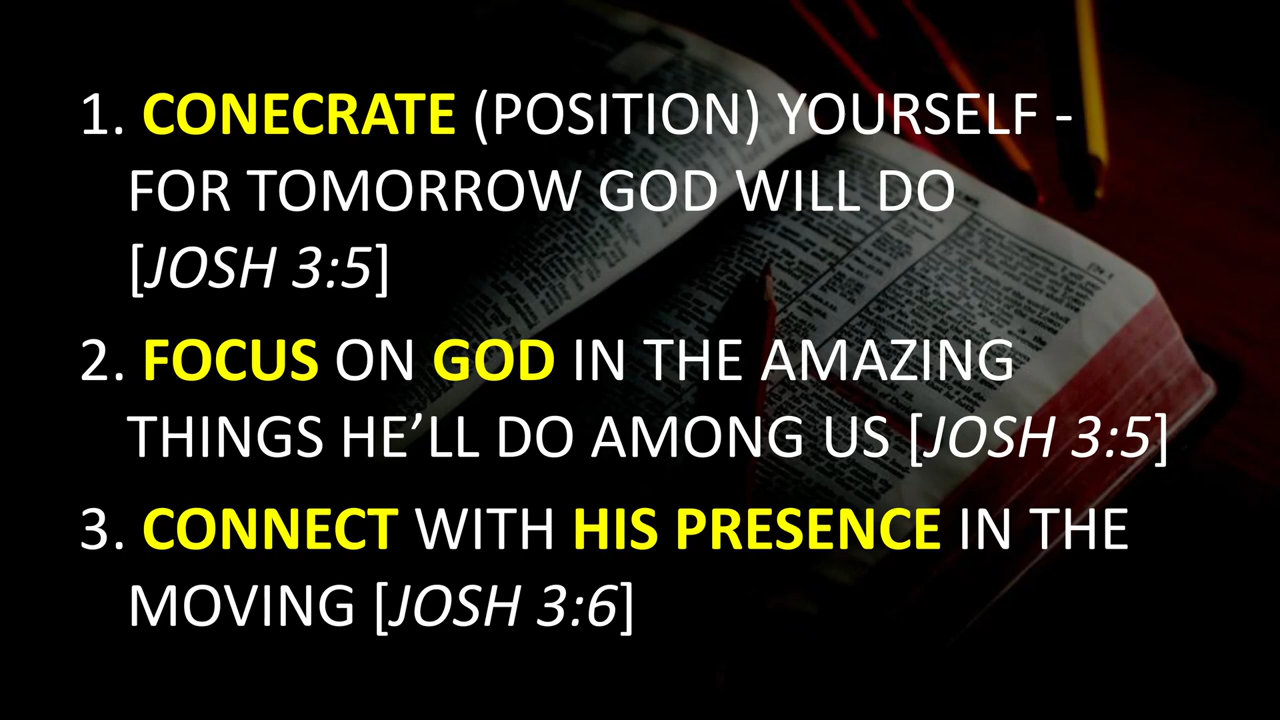 1. CONECRATE (POSITION) YOURSELF -
FOR TOMORROW GOD WILL DO
[JOSH 3:5]
2. FOCUS ON GOD IN THE AMAZING
THINGS HE’LL DO AMONG US [JOSH 3:5]
3. CONNECT WITH HIS PRESENCE IN THE
MOVING [JOSH 3:6]